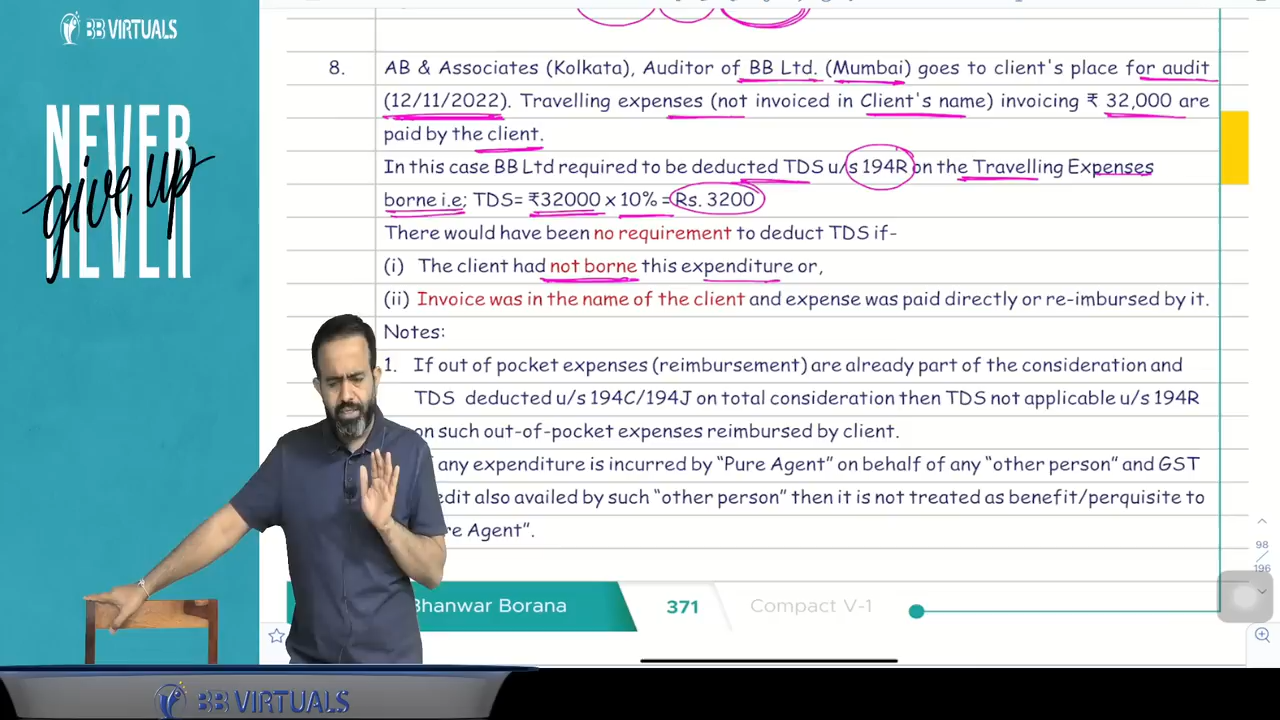 BB VIRTUALS
NEVER
give up
NEVER
8. AB & Associates (Kolkata), Auditor of BB Ltd. (Mumbai) goes to client's place for audit
(12/11/2022). Travelling expenses (not invoiced in Client's name) invoicing ₹ 32,000 are
paid by the client.
In this case BB Ltd required to be deducted TDS u/s 194R on the Travelling Expenses
borne i.e; TDS= ₹32000 x 10% = Rs. 3200
There would have been no requirement to deduct TDS if-
(i) The client had not borne this expenditure or,
(ii) Invoice was in the name of the client and expense was paid directly or re-imbursed by it.
Notes:
1. If out of pocket expenses (reimbursement) are already part of the consideration and
TDS deducted u/s 194C/194J on total consideration then TDS not applicable u/s 194R
on such out-of-pocket expenses reimbursed by client.
any expenditure is incurred by "Pure Agent" on behalf of any "other person" and GST
edit also availed by such "other person" then it is not treated as benefit/perquisite to
re Agent".
Bhanwar Borana 371 Compact V-1
98
196
BB VIRTUALS